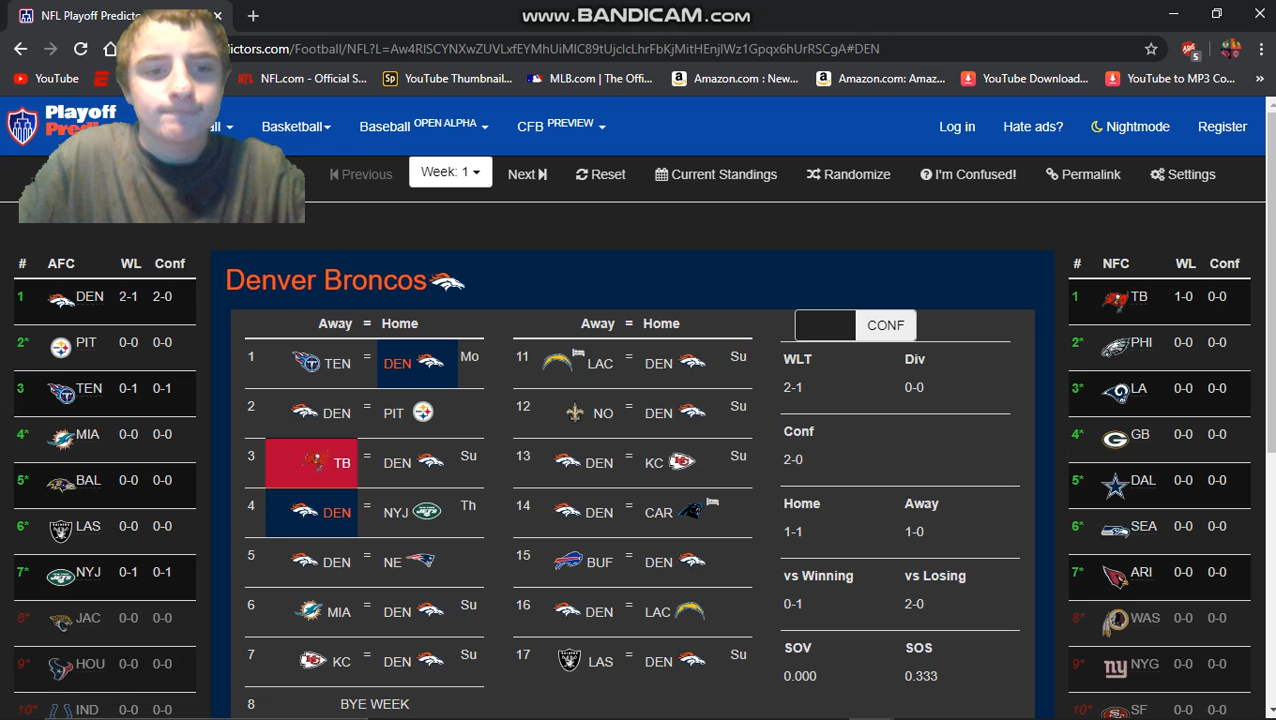 www.BANDICAM.com
NFL Playoff Predicto
dictors.com/Football/NFL?L=Aw4RlSCYNXwZUVLxfEYMhUiMIC89tUjclcLhrFbKjMitHEnjlWz1Gpqx6hUrRSCgA#DEN
YouTube
NFL.com - Official S...
Sp YouTube Thumbnail...
MLB.com | The Offi...
Amazon.com : New...
Amazon.com: Amaz...
YouTube Download...
YouTube to MP3 Co...
»
Playoff
Basketball
Baseball OPEN ALPHA
CFB PREVIEW
Log in
Hate ads?
Nightmode
Register
Previous
Week: 1
Next
Reset
Current Standings
Randomize
I'm Confused!
Permalink
Settings
# AFC WL Conf
1 DEN 2-1 2-0
2* PIT 0-0 0-0
3 TEN 0-1 0-1
4* MIA 0-0 0-0
5* BAL 0-0 0-0
6* LAS 0-0 0-0
7* NYJ 0-1 0-1
8* JAC 0-0 0-0
9* HOU 0-0 0-0
10* IND 0-0 0-0
Denver Broncos
Away = Home
1 TEN = DEN Mo
2 DEN = PIT
3 TB = DEN Su
4 DEN = NYJ Th
5 DEN = NE
6 MIA = DEN Su
7 KC = DEN Su
8 BYE WEEK
Away = Home
11 LAC = DEN Su
12 NO = DEN Su
13 DEN = KC Su
14 DEN = CAR
15 BUF = DEN
16 DEN = LAC
17 LAS = DEN Su
CONF
WLT Div
2-1 0-0
Conf
2-0
Home Away
1-1 1-0
vs Winning vs Losing
0-1 2-0
SOV SOS
0.000 0.333
# NFC WL Conf
1 TB 1-0 0-0
2* PHI 0-0 0-0
3* LA 0-0 0-0
4* GB 0-0 0-0
5* DAL 0-0 0-0
6* SEA 0-0 0-0
7* ARI 0-0 0-0
8* WAS 0-0 0-0
9* NYG 0-0 0-0
10* SF 0-0 0-0